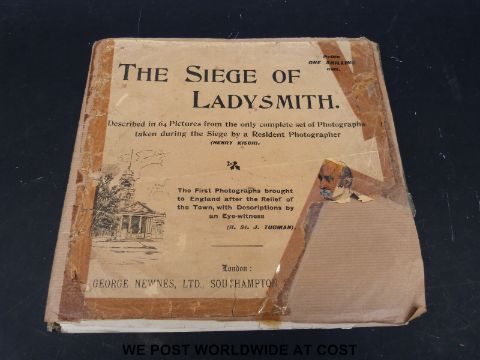 Price
ONE SHILLING
nett.
THE SIEGE OF
LADYSMITH.
Described in 64 Pictures from the only complete set of Photographs
taken during the Siege by a Resident Photographer
(HENRY KISCH).
The First Photographs brought
to England after the Relief of
the Town, with Descriptions by
an Eye-witness
(R. St. J. TUGMAN).
London:
GEORGE NEWNES, LTD., SOUTHAMPTON
WE POST WORLDWIDE AT COST